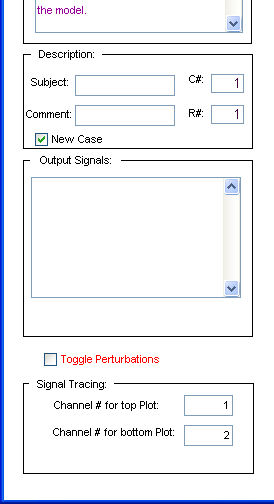 the model.
Description:
Subject:
C#: 1
Comment:
R#: 1
New Case
Output Signals:
Toggle Perturbations
Signal Tracing:
Channel # for top Plot: 1
Channel # for bottom Plot: 2